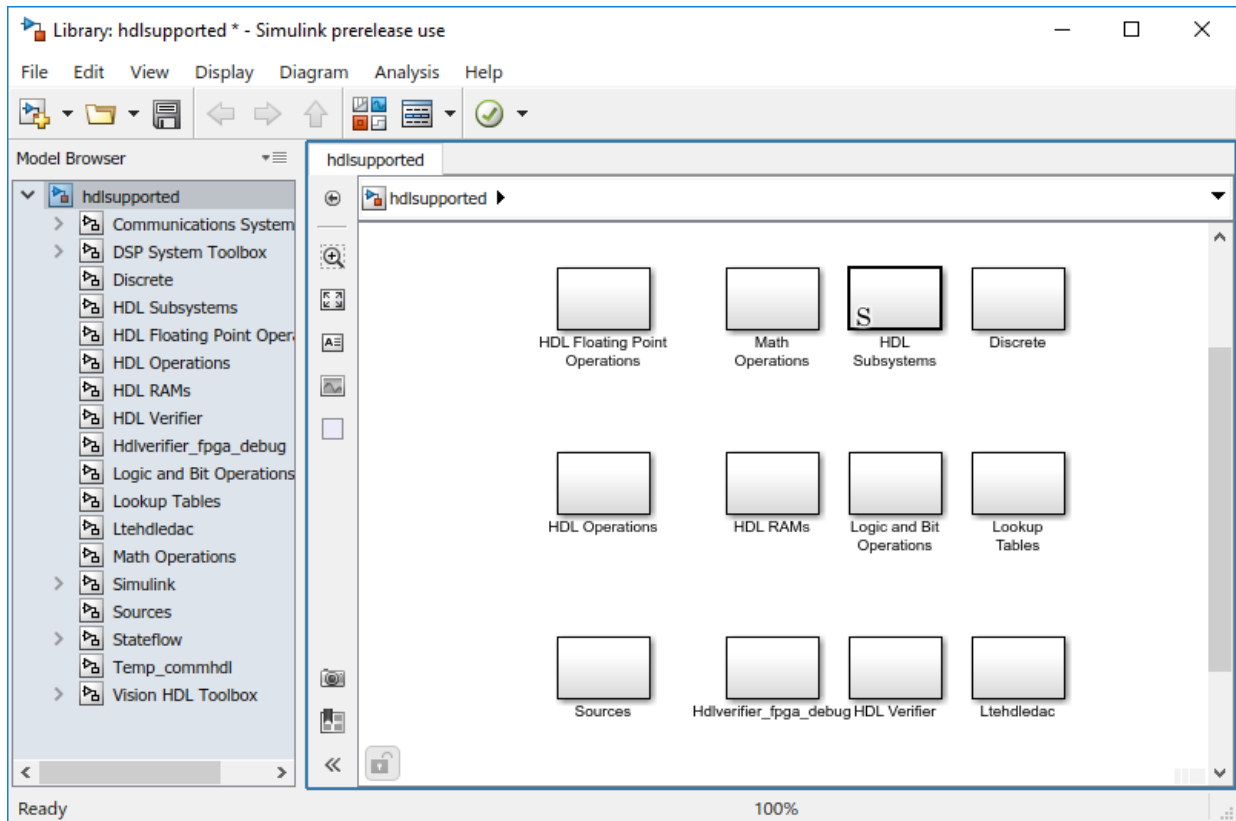 Library: hdlsupported * - Simulink prerelease use
File Edit View Display Diagram Analysis Help
Model Browser
hdlsupported
Communications System
DSP System Toolbox
Discrete
HDL Subsystems
HDL Floating Point Oper
HDL Operations
HDL RAMs
HDL Verifier
Hdlverifier_fpga_debug
Logic and Bit Operations
Lookup Tables
Ltehdledac
Math Operations
Simulink
Sources
Stateflow
Temp_commhdl
Vision HDL Toolbox
hdlsupported
hdlsupported
S
HDL Floating Point Math HDL Discrete
Operations Operations Subsystems
HDL Operations HDL RAMs Logic and Bit Lookup
Operations Tables
Sources Hdlverifier_fpga_debug HDL Verifier Ltehdledac
Ready 100%